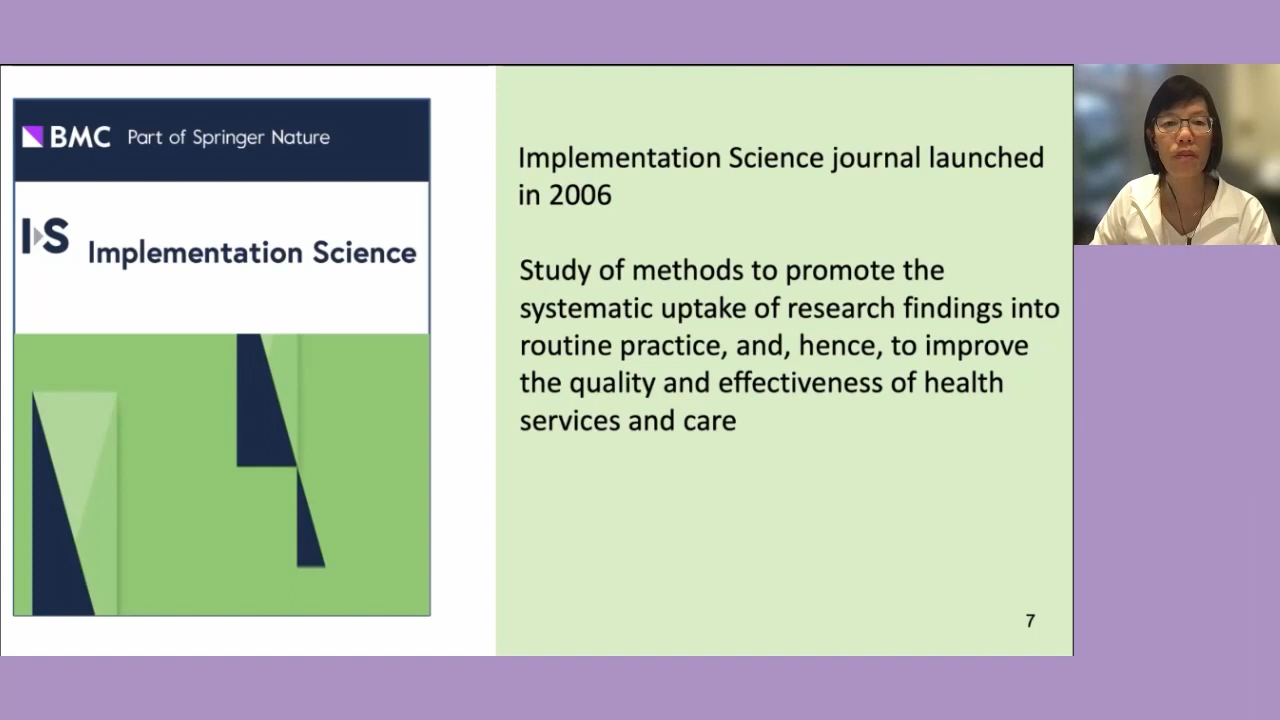 BMC Part of Springer Nature
IS Implementation Science
Implementation Science journal launched
in 2006
Study of methods to promote the
systematic uptake of research findings into
routine practice, and, hence, to improve
the quality and effectiveness of health
services and care
7